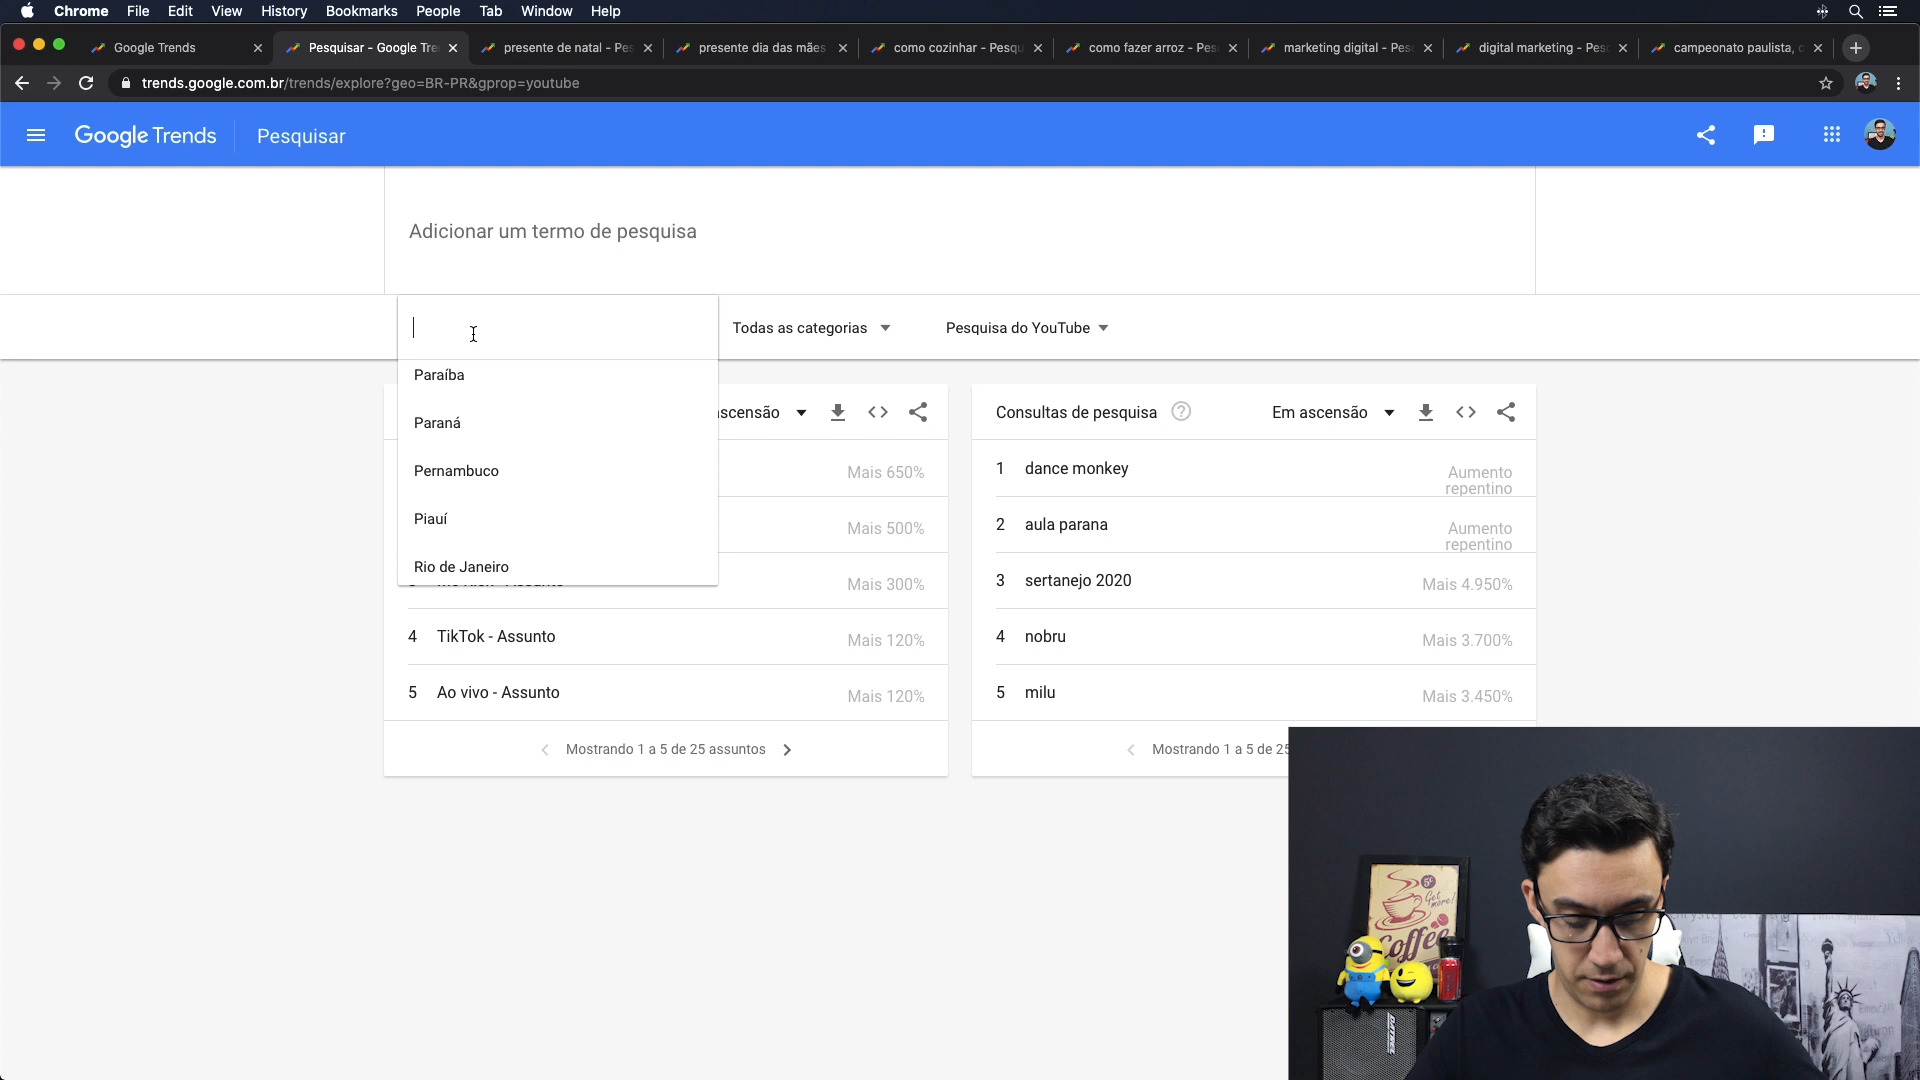 Chrome File Edit View History Bookmarks People Tab Window Help
Google Trends
Pesquisar - Google Tre
presente de natal - Pes
presente dia das mães
como cozinhar - Pesqu
como fazer arroz - Pes
marketing digital - Pesq
digital marketing - Pesq
campeonato paulista, c
trends.google.com.br/trends/explore?geo=BR-PR&gprop=youtube
Google Trends
Pesquisar
Adicionar um termo de pesquisa
Todas as categorias
Pesquisa do YouTube
Paraíba
Paraná
Pernambuco
Piauí
Rio de Janeiro
ascensão
Mais 650%
Mais 500%
Mais 300%
4 TikTok - Assunto Mais 120%
5 Ao vivo - Assunto Mais 120%
Mostrando 1 a 5 de 25 assuntos
Consultas de pesquisa
Em ascensão
1 dance monkey Aumento
repentino
2 aula parana Aumento
repentino
3 sertanejo 2020 Mais 4.950%
4 nobru Mais 3.700%
5 milu Mais 3.450%
Mostrando 1 a 5 de 25
5¢
Get
more!
Coffee